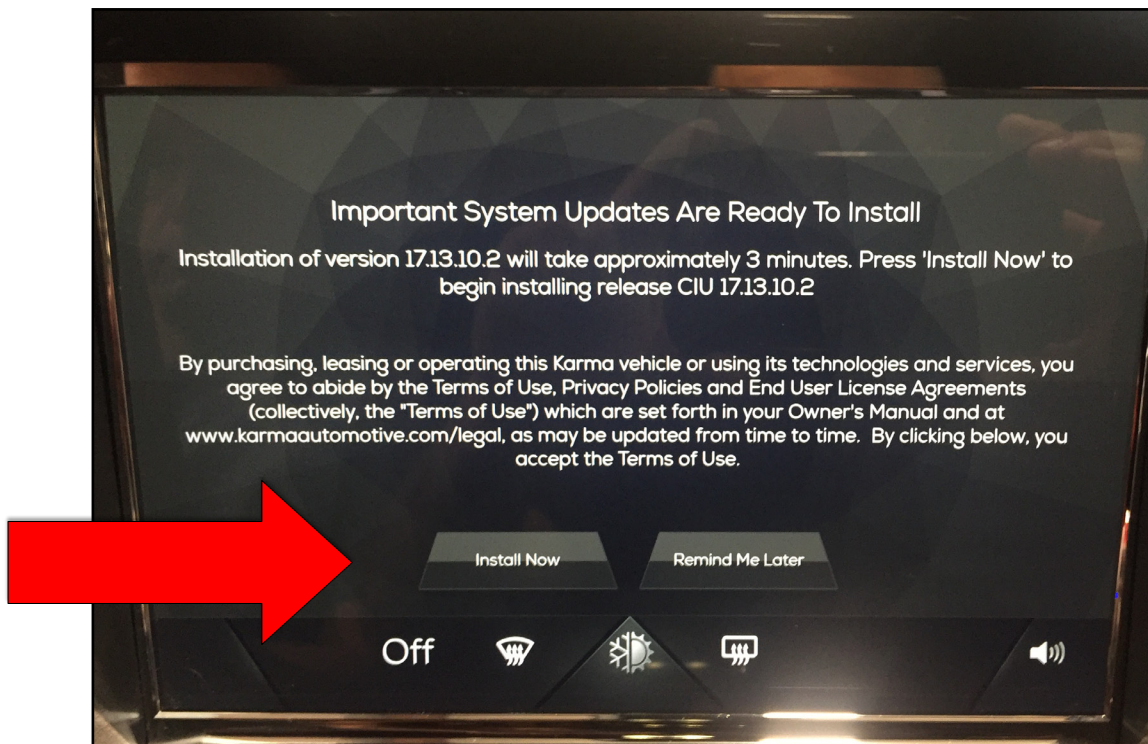 Important System Updates Are Ready To Install
Installation of version 17.13.10.2 will take approximately 3 minutes. Press 'Install Now' to
begin installing release CIU 17.13.10.2
By purchasing, leasing or operating this Karma vehicle or using its technologies and services, you
agree to abide by the Terms of Use, Privacy Policies and End User License Agreements
(collectively, the "Terms of Use") which are set forth in your Owner's Manual and at
www.karmaautomotive.com/legal, as may be updated from time to time. By clicking below, you
accept the Terms of Use.
Install Now Remind Me Later
Off